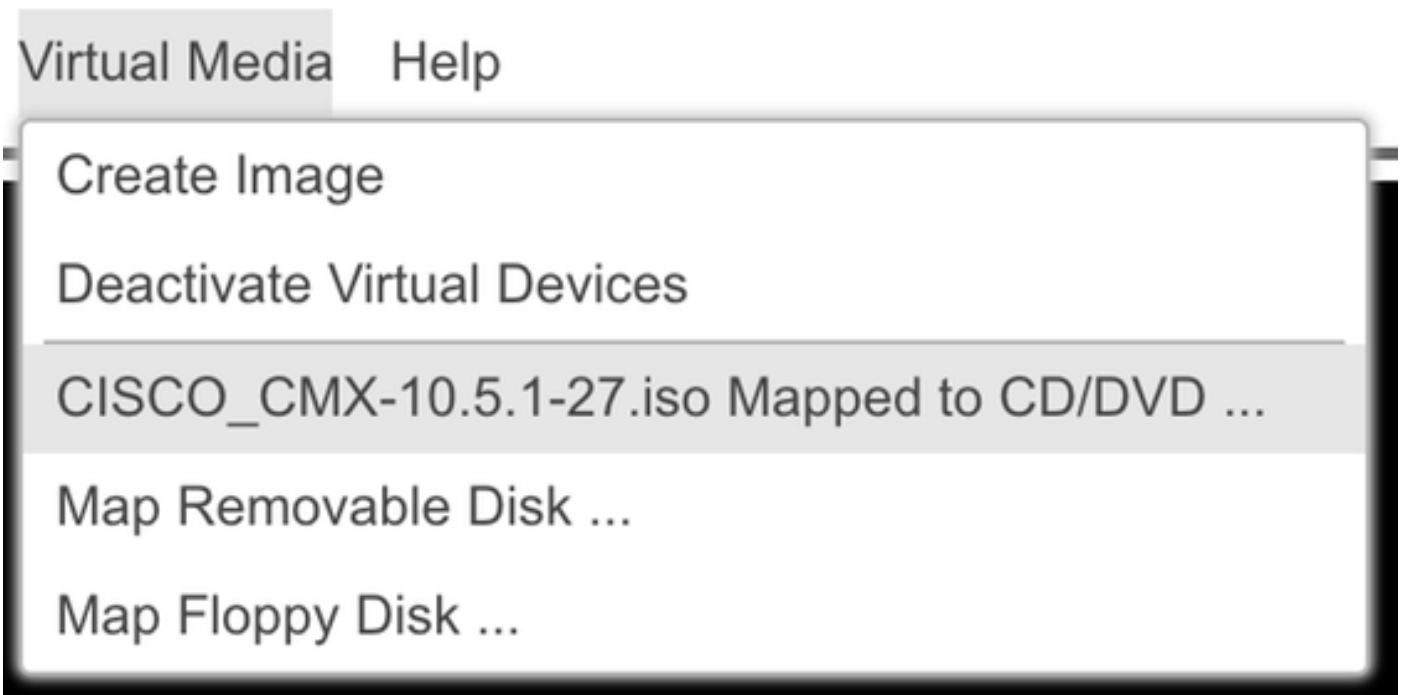 Virtual Media Help
Create Image
Deactivate Virtual Devices
CISCO_CMX-10.5.1-27.iso Mapped to CD/DVD ...
Map Removable Disk ...
Map Floppy Disk ...